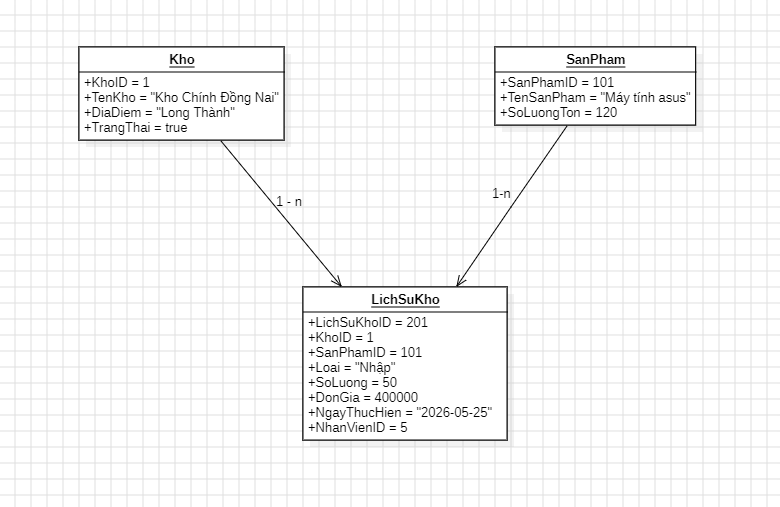 Kho
+KhoID = 1
+TenKho = "Kho Chính Đồng Nai"
+DiaDiem = "Long Thành"
+TrangThai = true
SanPham
+SanPhamID = 101
+TenSanPham = "Máy tính asus"
+SoLuongTon = 120
1 - n
1-n
LichSuKho
+LichSuKhoID = 201
+KhoID = 1
+SanPhamID = 101
+Loai = "Nhập"
+SoLuong = 50
+DonGia = 400000
+NgayThucHien = "2026-05-25"
+NhanVienID = 5